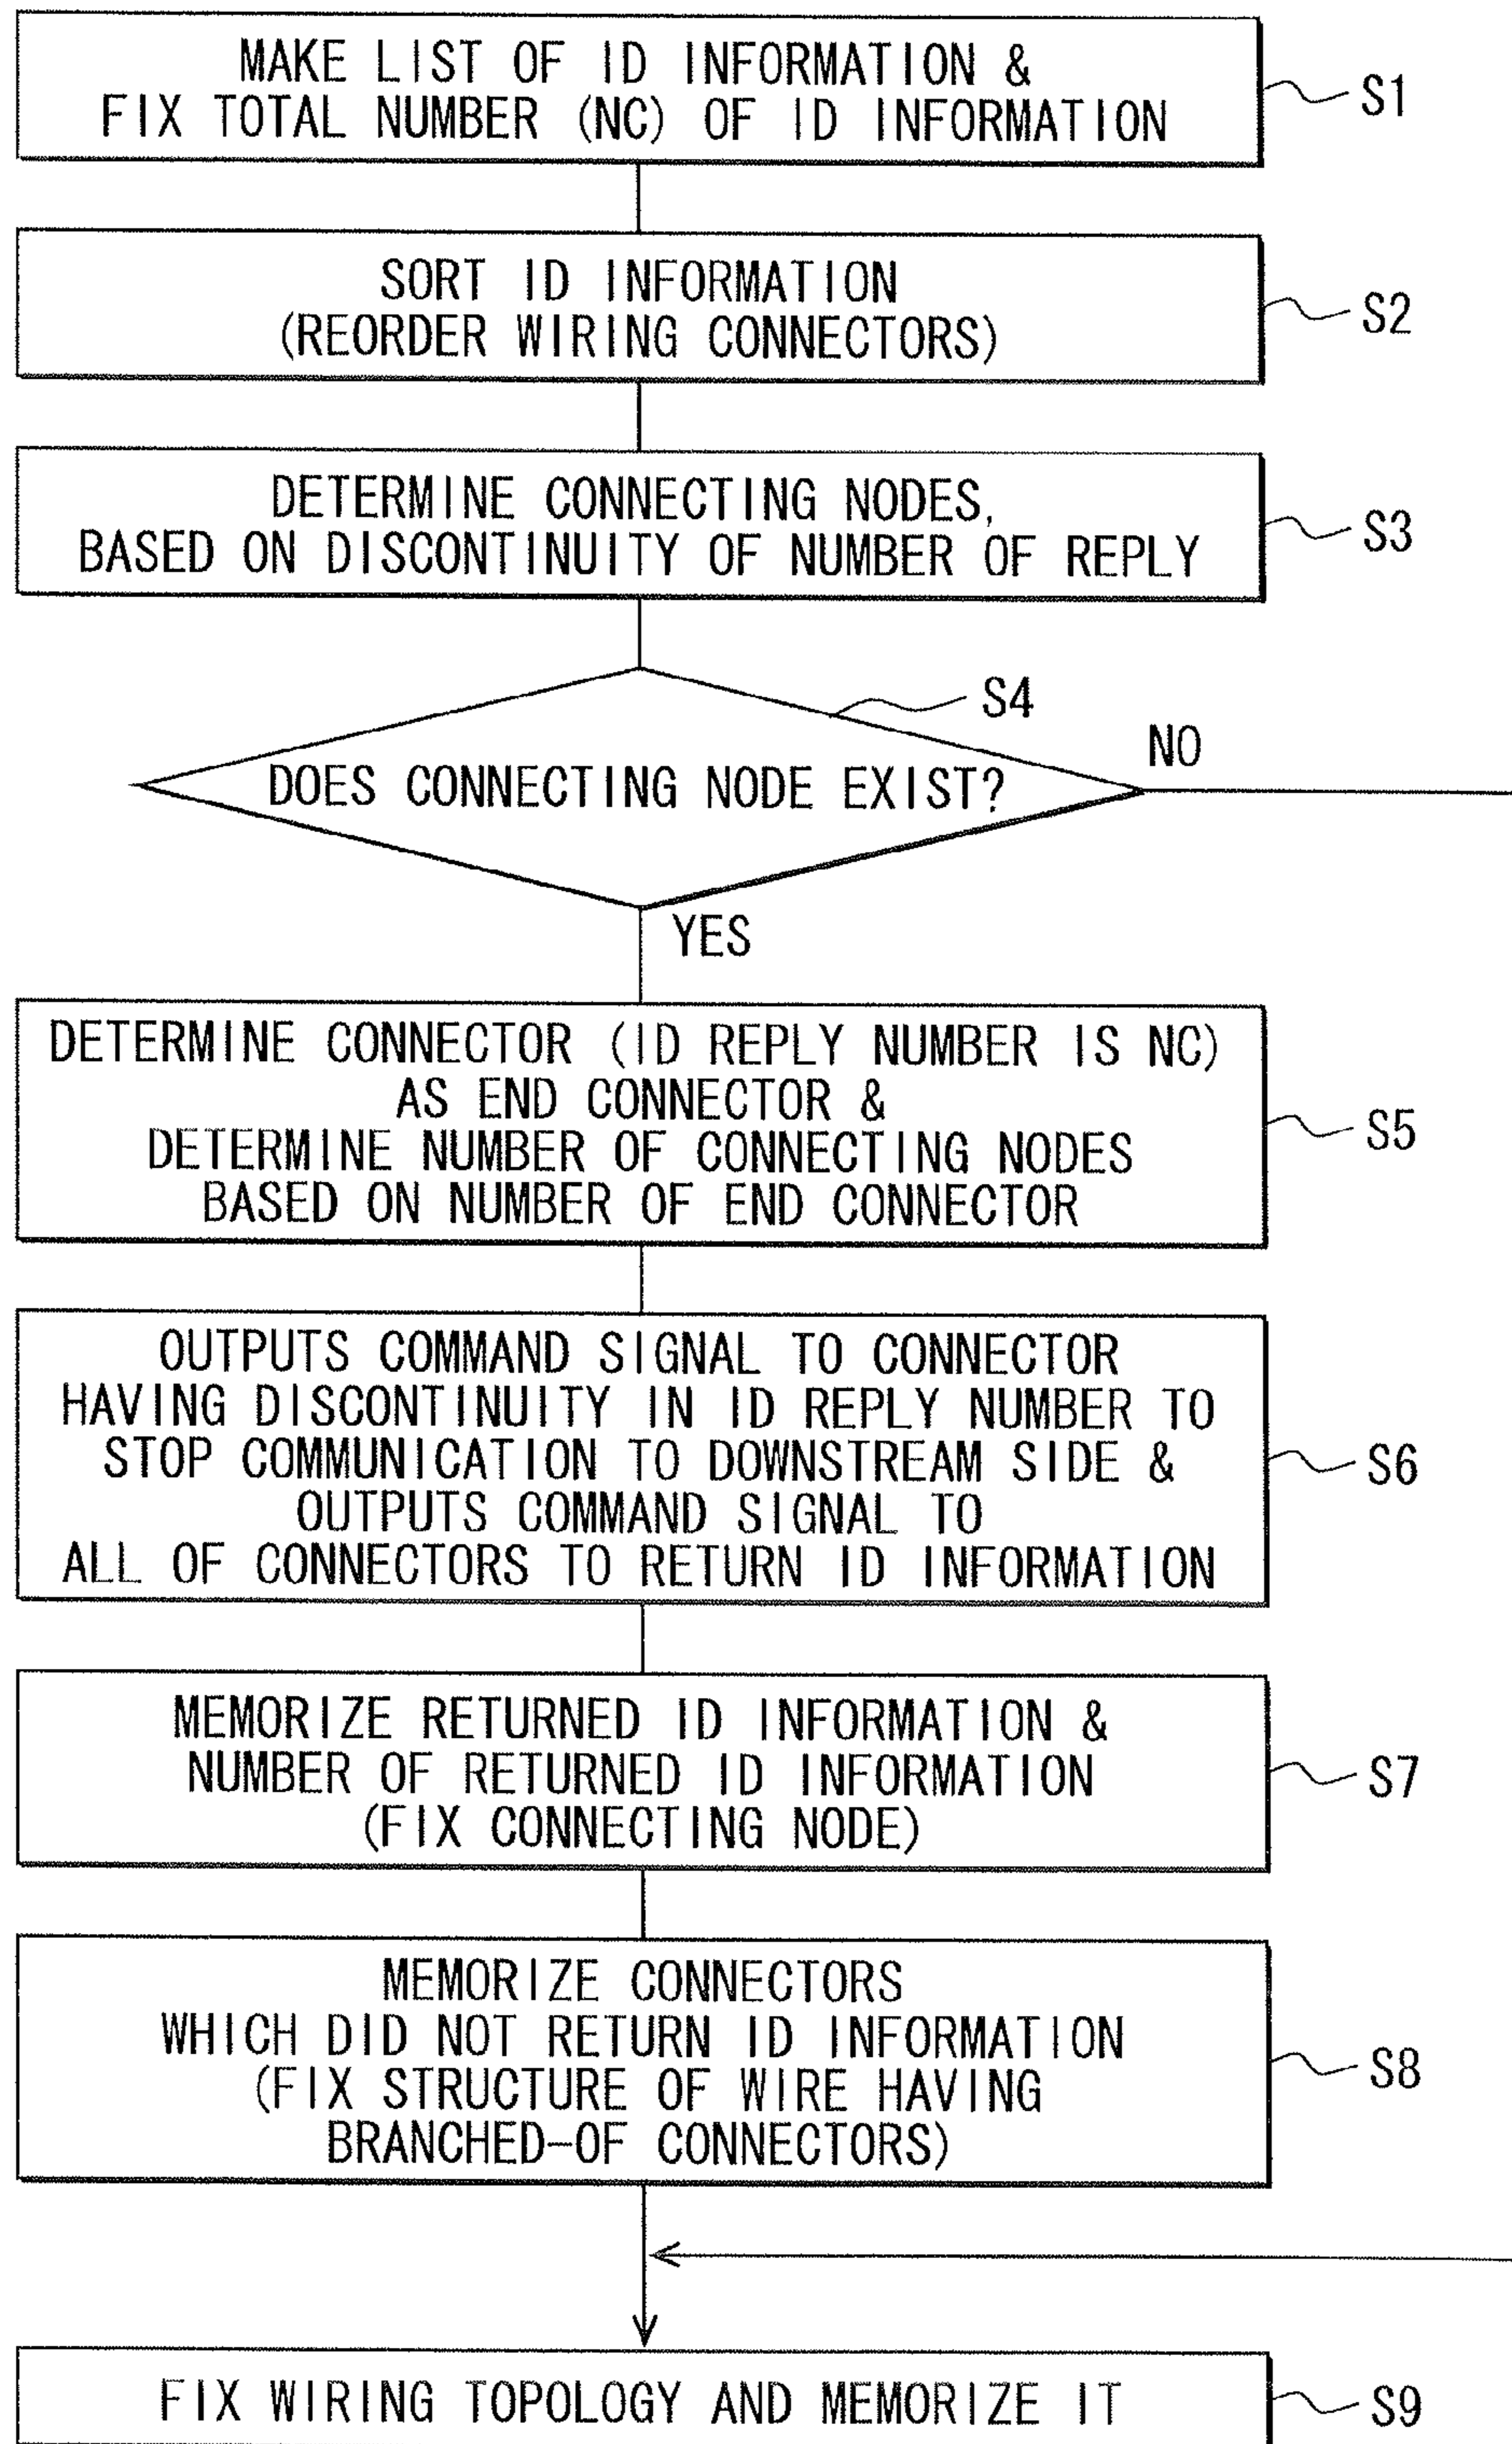 MAKE LIST OF ID INFORMATION &
FIX TOTAL NUMBER (NC) OF ID INFORMATION
S1
SORT ID INFORMATION
(REORDER WIRING CONNECTORS)
S2
DETERMINE CONNECTING NODES,
BASED ON DISCONTINUITY OF NUMBER OF REPLY
S3
S4
DOES CONNECTING NODE EXIST?
NO
YES
DETERMINE CONNECTOR (ID REPLY NUMBER IS NC)
AS END CONNECTOR &
DETERMINE NUMBER OF CONNECTING NODES
BASED ON NUMBER OF END CONNECTOR
S5
OUTPUTS COMMAND SIGNAL TO CONNECTOR
HAVING DISCONTINUITY IN ID REPLY NUMBER TO
STOP COMMUNICATION TO DOWNSTREAM SIDE &
OUTPUTS COMMAND SIGNAL TO
ALL OF CONNECTORS TO RETURN ID INFORMATION
S6
MEMORIZE RETURNED ID INFORMATION &
NUMBER OF RETURNED ID INFORMATION
(FIX CONNECTING NODE)
S7
MEMORIZE CONNECTORS
WHICH DID NOT RETURN ID INFORMATION
(FIX STRUCTURE OF WIRE HAVING
BRANCHED-OF CONNECTORS)
S8
FIX WIRING TOPOLOGY AND MEMORIZE IT
S9